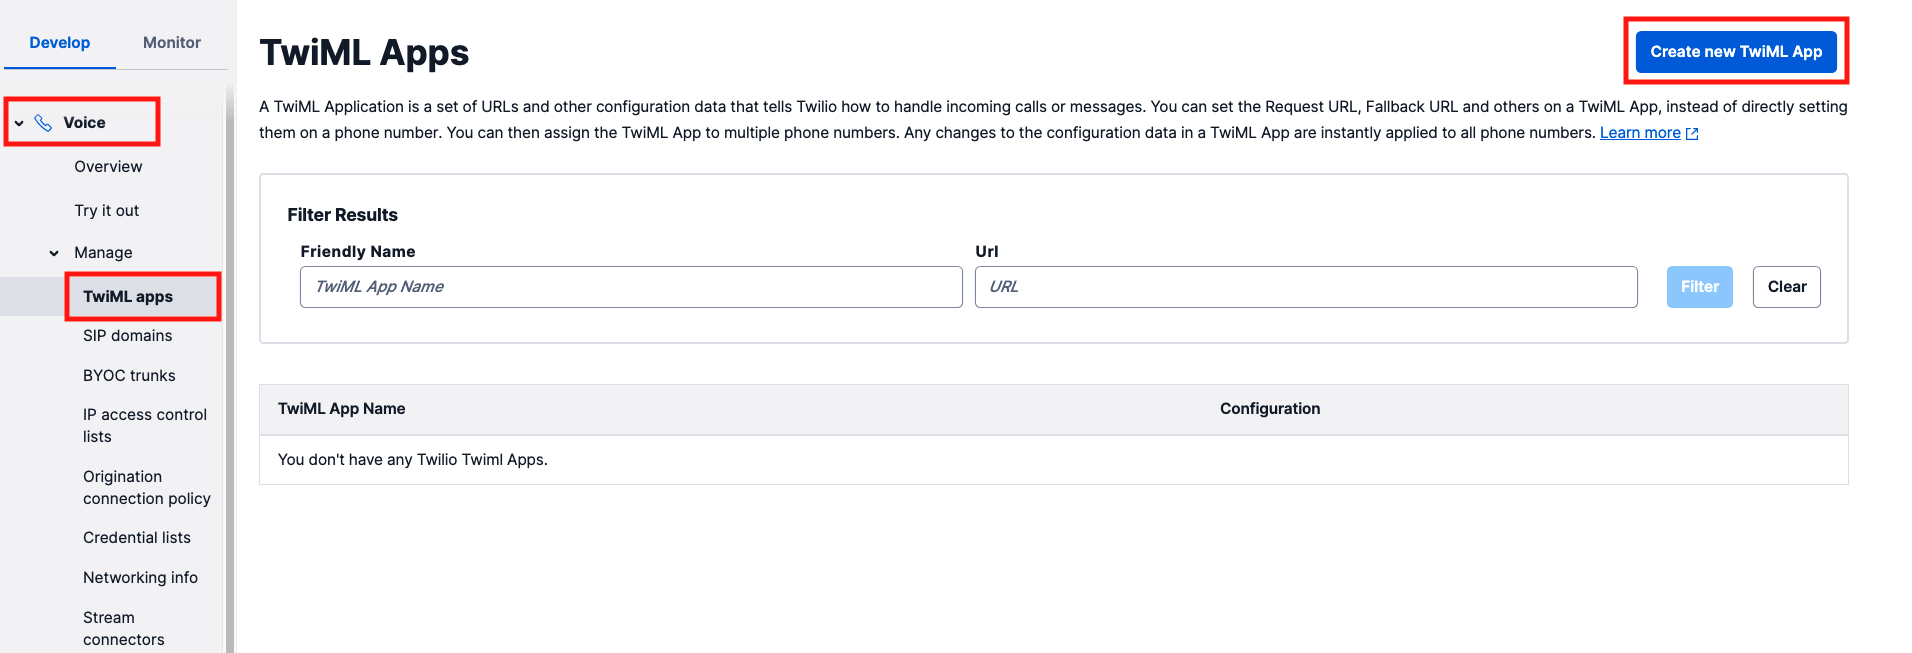 Develop
Monitor
Voice
Overview
Try it out
Manage
TwiML apps
SIP domains
BYOC trunks
IP access control
lists
Origination
connection policy
Credential lists
Networking info
Stream
connectors
TwiML Apps
Create new TwiML App
A TwiML Application is a set of URLs and other configuration data that tells Twilio how to handle incoming calls or messages. You can set the Request URL, Fallback URL and others on a TwiML App, instead of directly setting
them on a phone number. You can then assign the TwiML App to multiple phone numbers. Any changes to the configuration data in a TwiML App are instantly applied to all phone numbers. Learn more
Filter Results
Friendly Name
Url
TwiML App Name
URL
Filter
Clear
TwiML App Name
Configuration
You don't have any Twilio Twiml Apps.